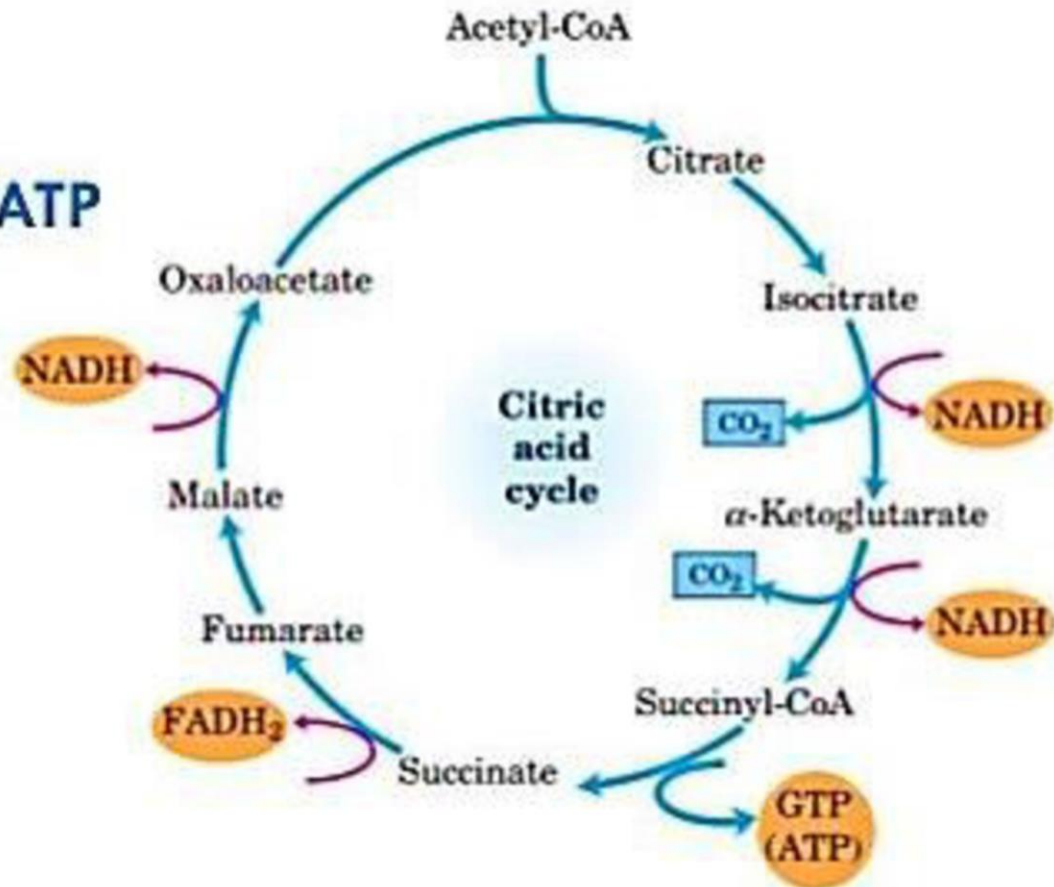 Acetyl-CoA
Citrate
ATP
Oxaloacetate
Isocitrate
NADH
Citric
acid
cycle
CO₂
NADH
Malate
α-Ketoglutarate
CO₂
NADH
Fumarate
Succinyl-CoA
FADH₂
Succinate
GTP
(ATP)